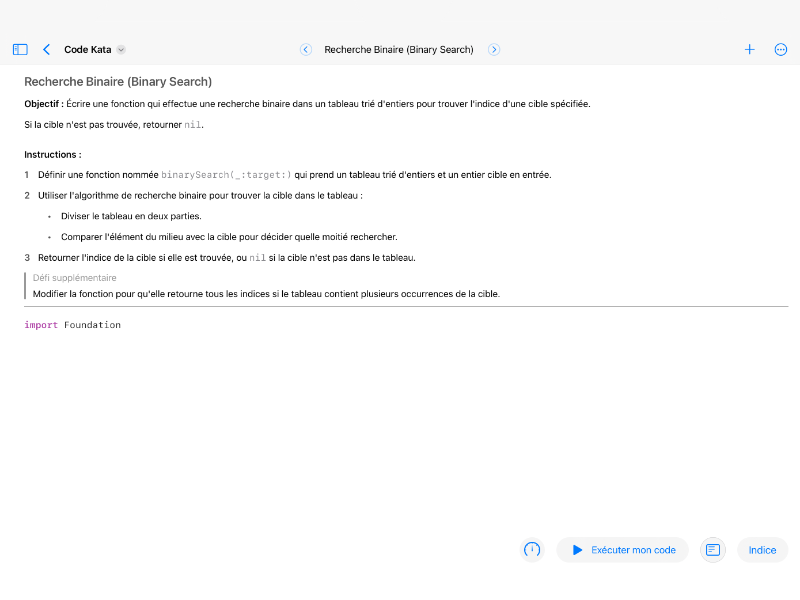 Code Kata
Recherche Binaire (Binary Search)
Recherche Binaire (Binary Search)
Objectif : Écrire une fonction qui effectue une recherche binaire dans un tableau trié d'entiers pour trouver l'indice d'une cible spécifiée.
Si la cible n'est pas trouvée, retourner nil.
Instructions :
1 Définir une fonction nommée binarySearch(_:target:) qui prend un tableau trié d'entiers et un entier cible en entrée.
2 Utiliser l'algorithme de recherche binaire pour trouver la cible dans le tableau :
• Diviser le tableau en deux parties.
• Comparer l'élément du milieu avec la cible pour décider quelle moitié rechercher.
3 Retourner l'indice de la cible si elle est trouvée, ou nil si la cible n'est pas dans le tableau.
Défi supplémentaire
Modifier la fonction pour qu'elle retourne tous les indices si le tableau contient plusieurs occurrences de la cible.
import Foundation
Exécuter mon code
Indice